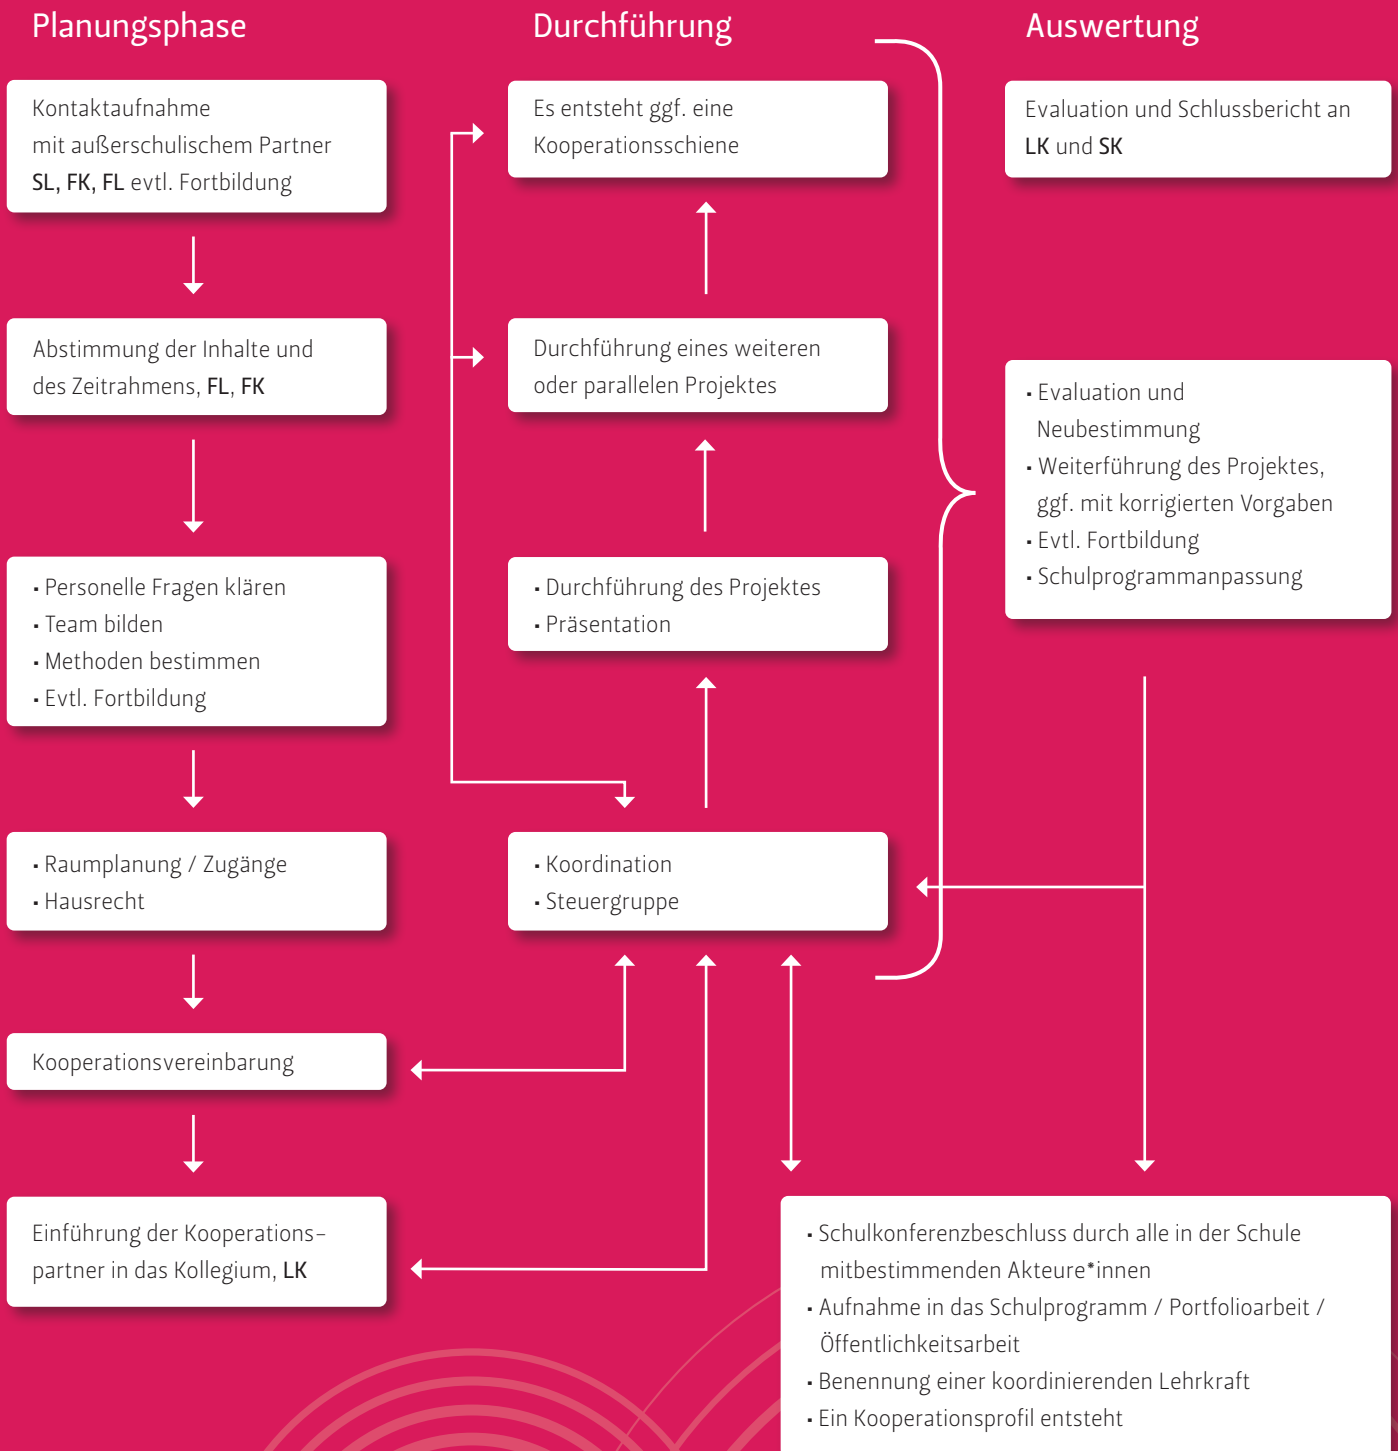 Planungsphase
Kontaktaufnahme
mit außerschulischem Partner
SL, FK, FL evtl. Fortbildung
Abstimmung der Inhalte und
des Zeitrahmens, FL, FK
▪ Personelle Fragen klären
▪ Team bilden
▪ Methoden bestimmen
▪ Evtl. Fortbildung
▪ Raumplanung / Zugänge
▪ Hausrecht
Kooperationsvereinbarung
Einführung der Kooperations-
partner in das Kollegium, LK
Durchführung
Es entsteht ggf. eine
Kooperationsschiene
Durchführung eines weiteren
oder parallelen Projektes
▪ Durchführung des Projektes
▪ Präsentation
▪ Koordination
▪ Steuergruppe
Auswertung
Evaluation und Schlussbericht an
LK und SK
▪ Evaluation und
Neubestimmung
▪ Weiterführung des Projektes,
ggf. mit korrigierten Vorgaben
▪ Evtl. Fortbildung
▪ Schulprogrammanpassung
▪ Schulkonferenzbeschluss durch alle in der Schule
mitbestimmenden Akteure*innen
▪ Aufnahme in das Schulprogramm / Portfolioarbeit /
Öffentlichkeitsarbeit
▪ Benennung einer koordinierenden Lehrkraft
▪ Ein Kooperationsprofil entsteht